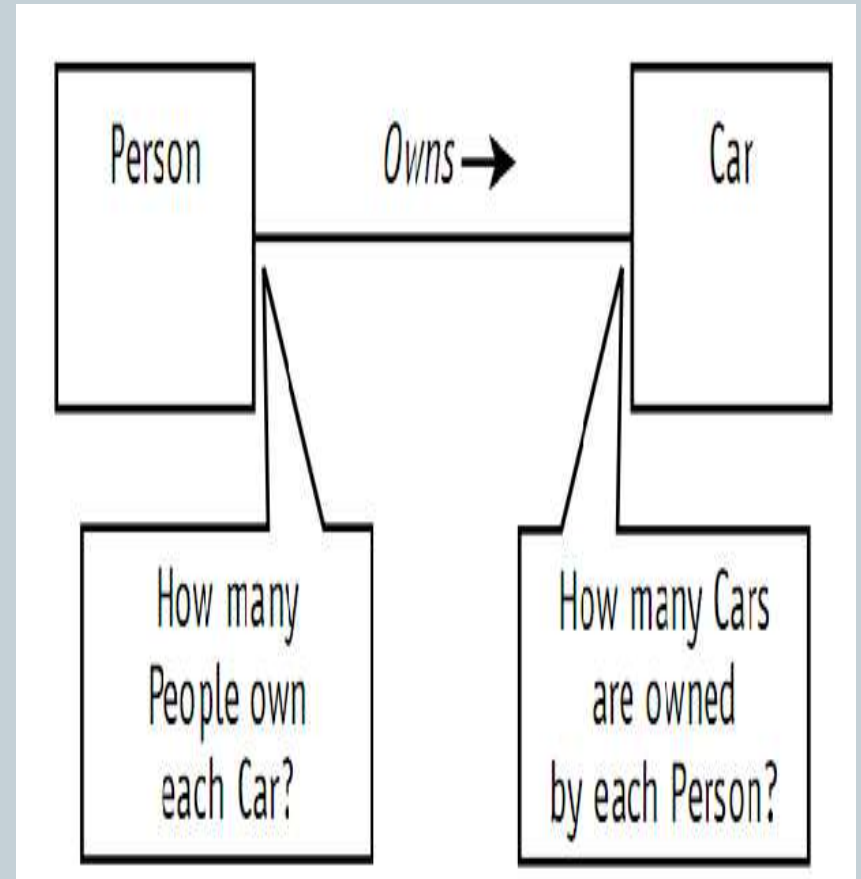 Person
Owns →
Car
How many
People own
each Car?
How many Cars
are owned
by each Person?